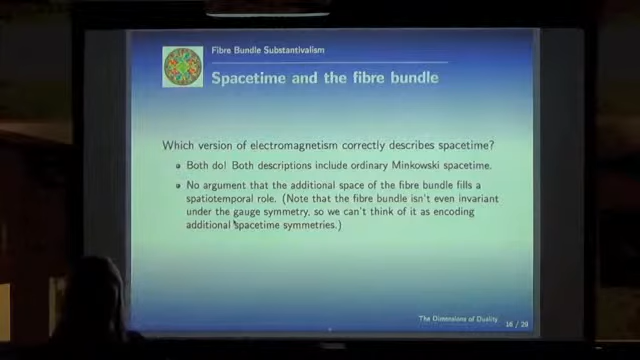 Fibre Bundle Substantivalism
Spacetime and the fibre bundle
Which version of electromagnetism correctly describes spacetime?
Both do! Both descriptions include ordinary Minkowski spacetime.
No argument that the additional space of the fibre bundle fills a
spatiotemporal role. (Note that the fibre bundle isn't even invariant
under the gauge symmetry, so we can't think of it as encoding
additional spacetime symmetries.)
The Dimensions of Duality
16 / 29